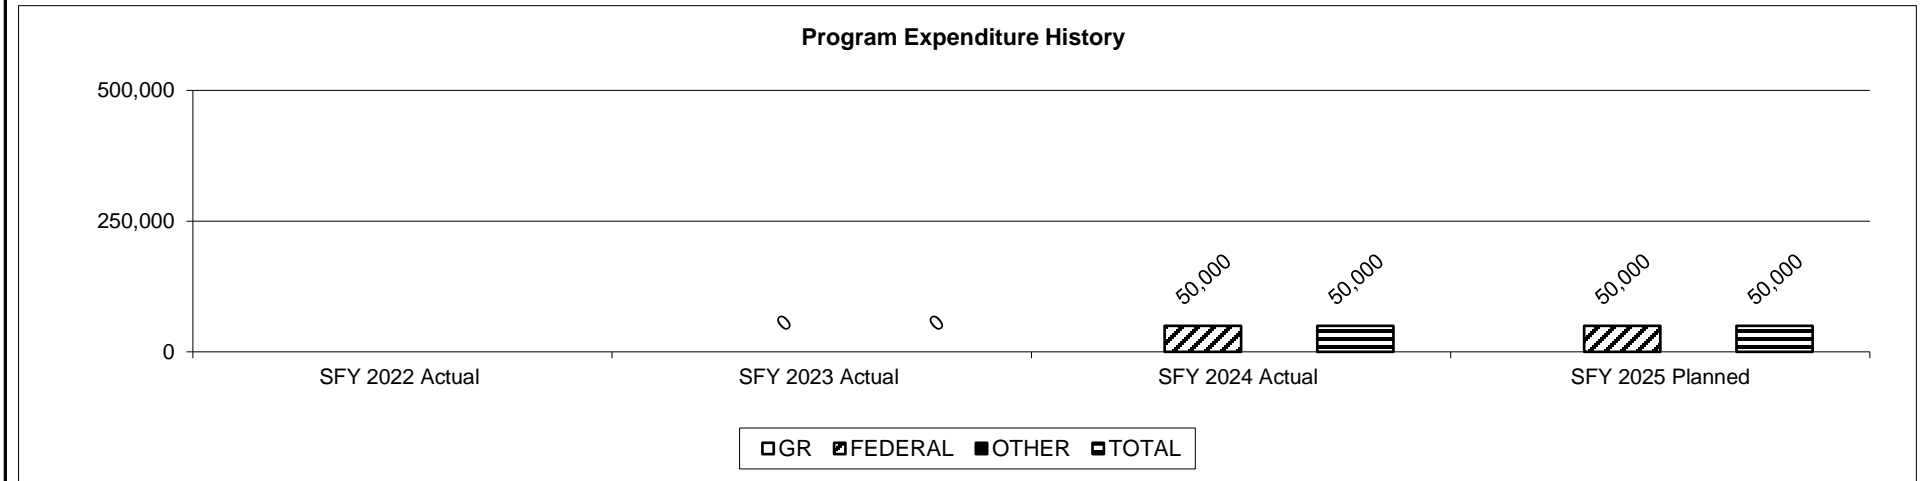 Program Expenditure History
500,000
250,000
0
0
0
50,000
50,000
50,000
50,000
SFY 2022 Actual
SFY 2023 Actual
SFY 2024 Actual
SFY 2025 Planned
GR FEDERAL OTHER TOTAL